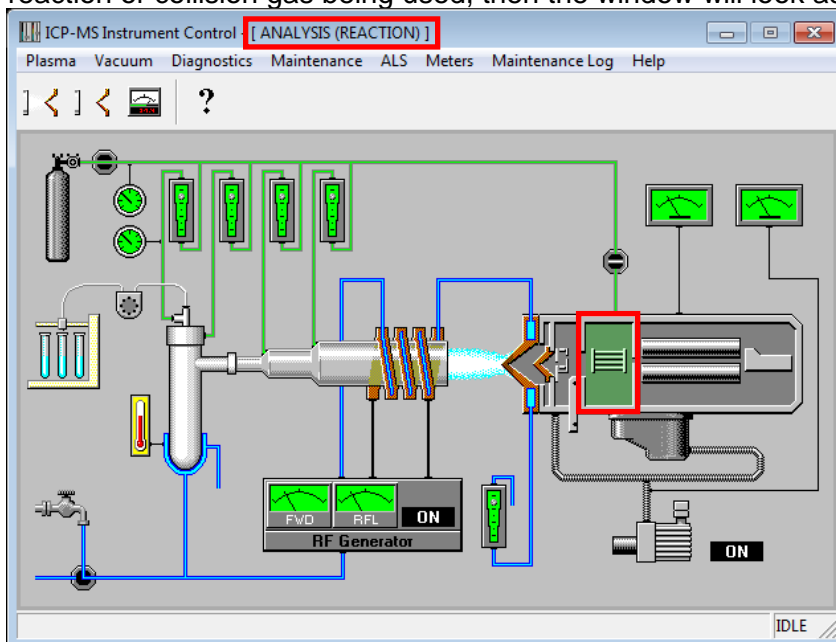 reaction or collision gas being used, then the window will look as
ICP-MS Instrument Control - [ ANALYSIS (REACTION) ]
Plasma Vacuum Diagnostics Maintenance ALS Meters Maintenance Log Help
?
FWD RFL ON
RF Generator
ON
IDLE